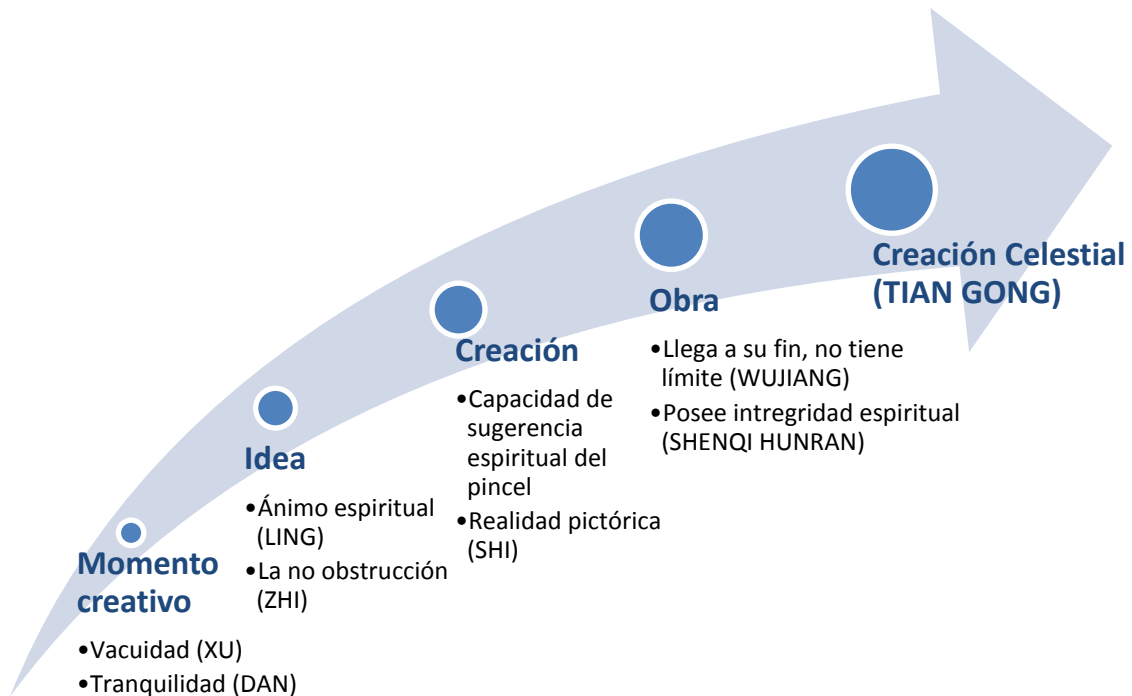 Momento
creativo
•Vacuidad (XU)
•Tranquilidad (DAN)
Idea
•Ánimo espiritual
(LING)
•La no obstrucción
(ZHI)
Creación
•Capacidad de
sugerencia
espiritual del
pincel
•Realidad pictórica
(SHI)
Obra
•Llega a su fin, no tiene
límite (WUJIANG)
•Posee intregridad espiritual
(SHENQI HUNRAN)
Creación Celestial
(TIAN GONG)